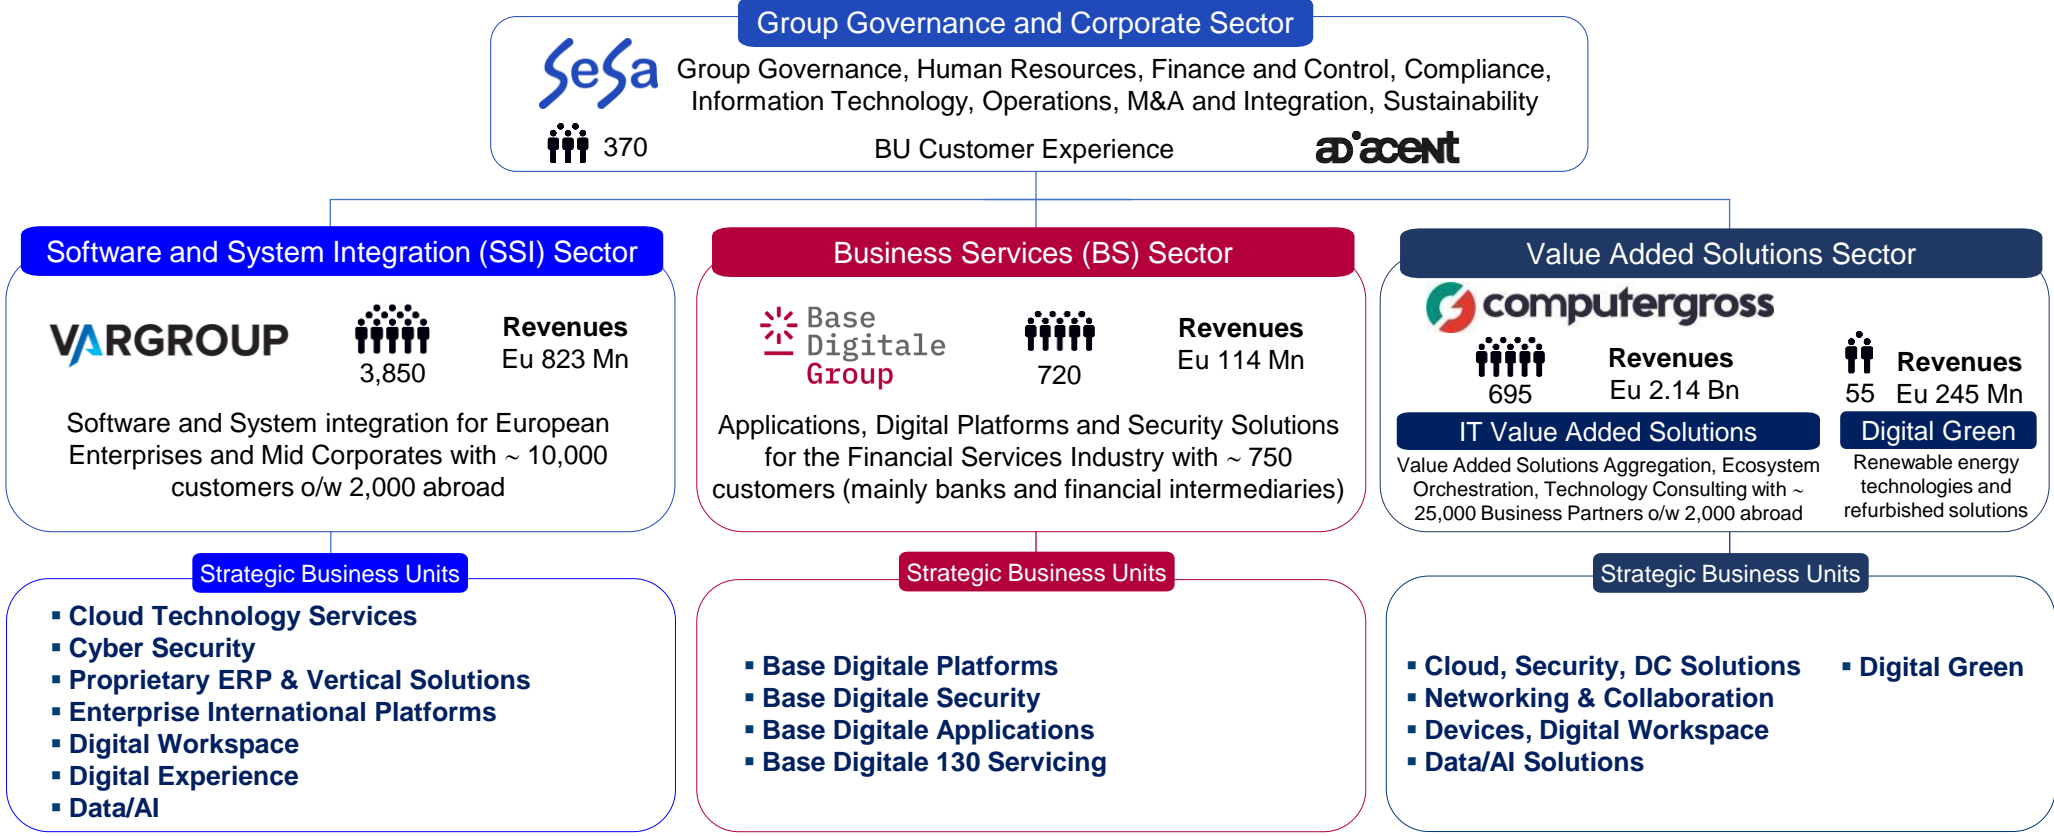 Group Governance and Corporate Sector
SeSa
Group Governance, Human Resources, Finance and Control, Compliance,
Information Technology, Operations, M&A and Integration, Sustainability
370
BU Customer Experience
adiacent
Software and System Integration (SSI) Sector
VARGROUP
3,850
Revenues
Eu 823 Mn
Software and System integration for European
Enterprises and Mid Corporates with ~ 10,000
customers o/w 2,000 abroad
Strategic Business Units
▪ Cloud Technology Services
▪ Cyber Security
▪ Proprietary ERP & Vertical Solutions
▪ Enterprise International Platforms
▪ Digital Workspace
▪ Digital Experience
▪ Data/AI
Business Services (BS) Sector
Base
Digitale
Group
720
Revenues
Eu 114 Mn
Applications, Digital Platforms and Security Solutions
for the Financial Services Industry with ~ 750
customers (mainly banks and financial intermediaries)
Strategic Business Units
▪ Base Digitale Platforms
▪ Base Digitale Security
▪ Base Digitale Applications
▪ Base Digitale 130 Servicing
Value Added Solutions Sector
computergross
695
Revenues
Eu 2.14 Bn
IT Value Added Solutions
Value Added Solutions Aggregation, Ecosystem
Orchestration, Technology Consulting with ~
25,000 Business Partners o/w 2,000 abroad
55
Revenues
Eu 245 Mn
Digital Green
Renewable energy
technologies and
refurbished solutions
Strategic Business Units
▪ Cloud, Security, DC Solutions
▪ Networking & Collaboration
▪ Devices, Digital Workspace
▪ Data/AI Solutions
▪ Digital Green